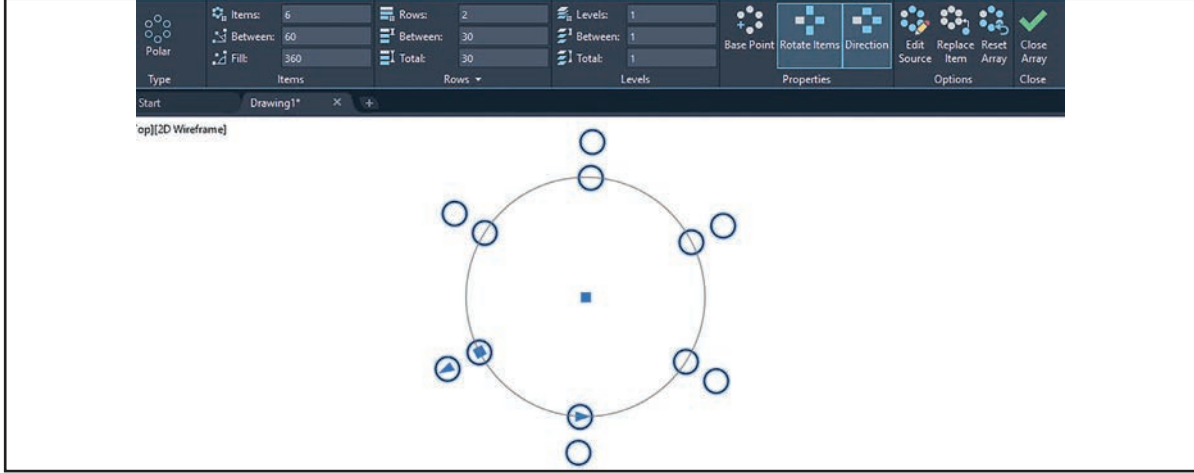 Items: 6 Rows: 2 Levels: 1
Between: 60 Between: 30 Between: 1
Fill: 360 Total: 30 Total: 1
Polar
Base Point Rotate Items Direction Edit Source Replace Item Reset Array Close Array
Type Items Rows Levels Properties Options Close
Start Drawing1*
op][2D Wireframe]